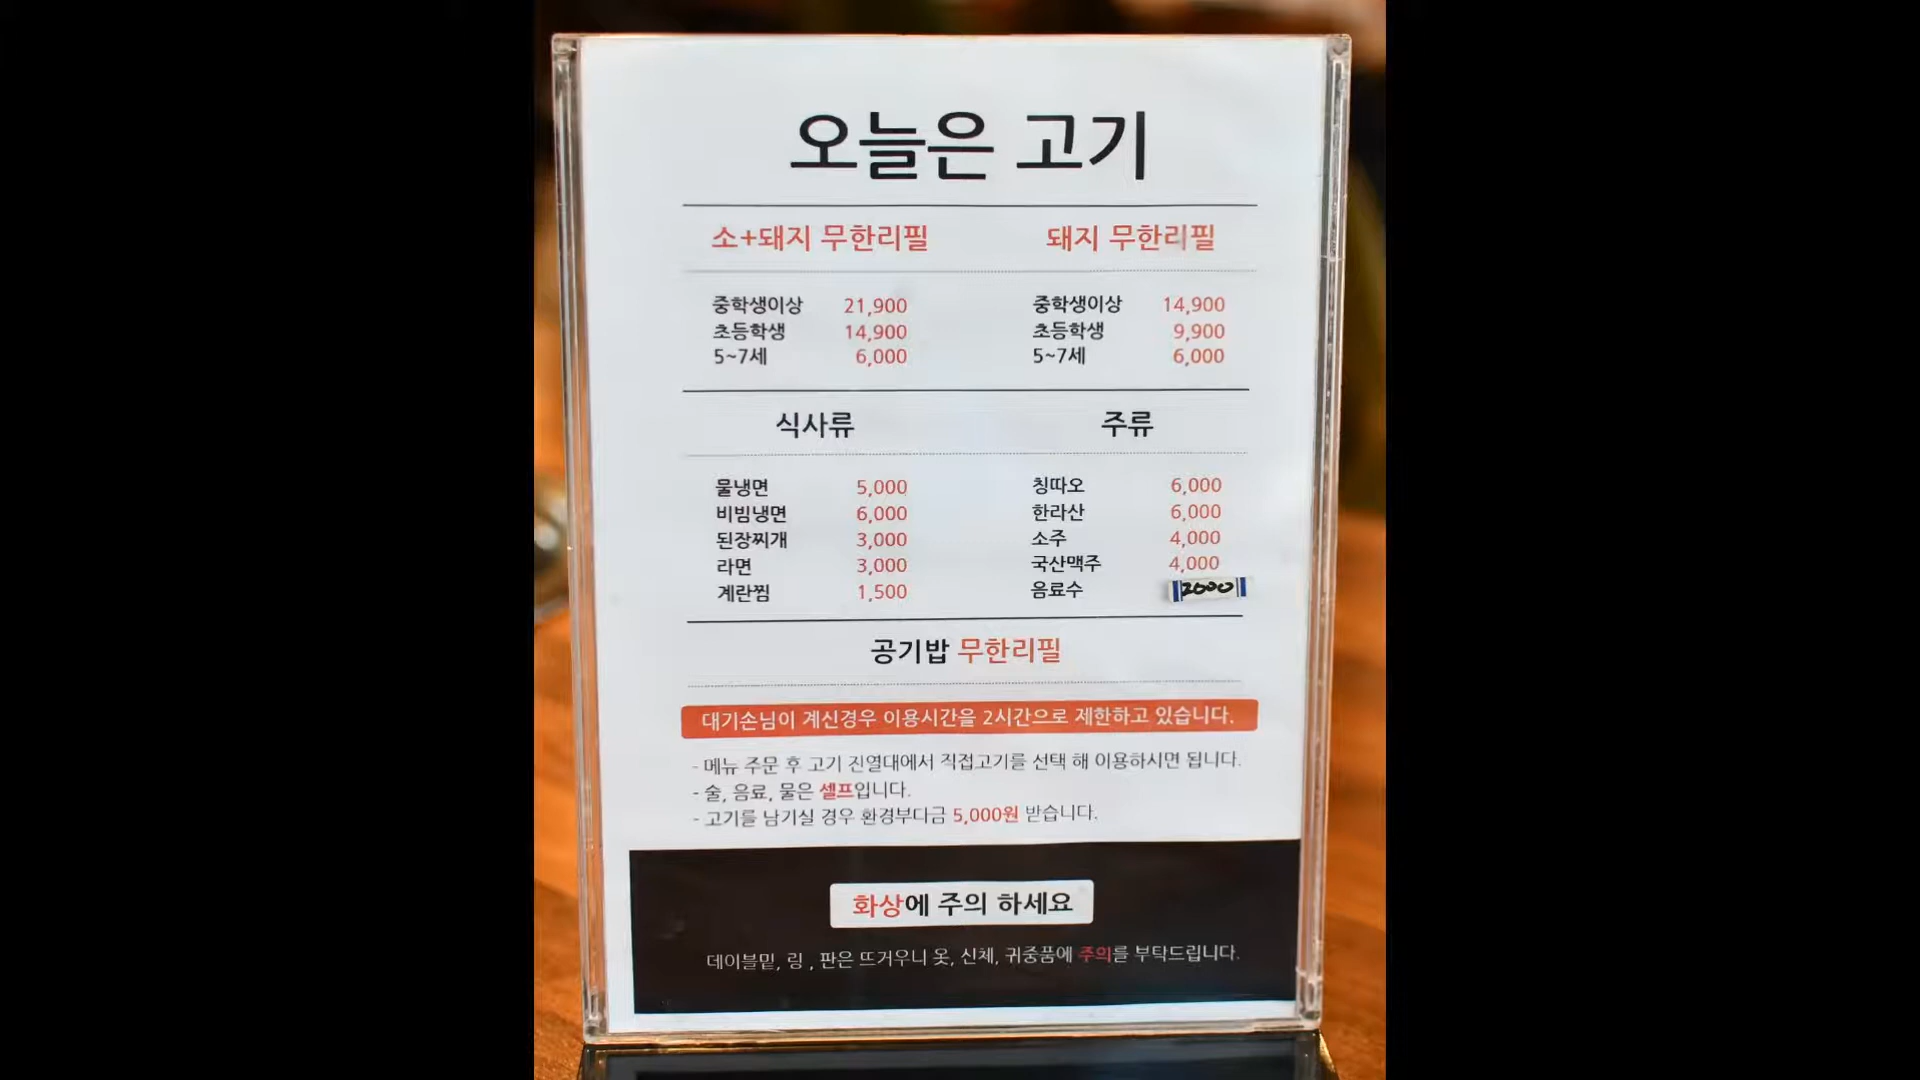 오늘은 고기
소+돼지 무한리필 돼지 무한리필
중학생이상 21,900 중학생이상 14,900
초등학생 14,900 초등학생 9,900
5~7세 6,000 5~7세 6,000
식사류 주류
물냉면 5,000 칭따오 6,000
비빔냉면 6,000 한라산 6,000
된장찌개 3,000 소주 4,000
라면 3,000 국산맥주 4,000
계란찜 1,500 음료수 2000
공기밥 무한리필
대기손님이 계신경우 이용시간을 2시간으로 제한하고 있습니다.
- 메뉴 주문 후 고기 진열대에서 직접고기를 선택 해 이용하시면 됩니다.
- 술, 음료, 물은 셀프입니다.
- 고기를 남기실 경우 환경부다금 5,000원 받습니다.
화상에 주의 하세요
데이블밑, 링 , 판은 뜨거우니 옷, 신체, 귀중품에 주의를 부탁드립니다.